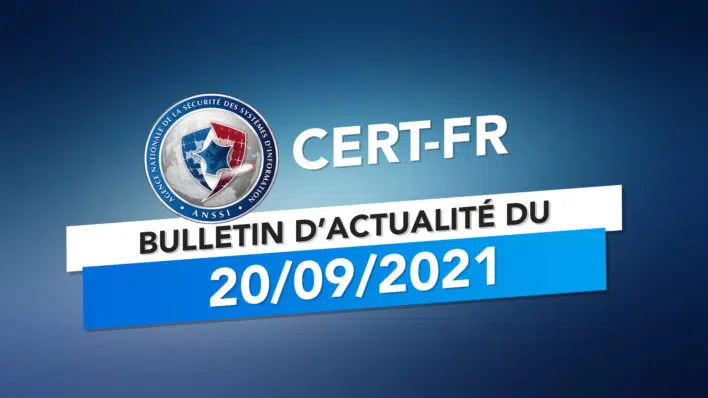 AGENCE NATIONALE DE LA SÉCURITÉ DES SYSTÈMES D'INFORMATION
• ANSSI •
CERT-FR
BULLETIN D'ACTUALITÉ DU
20/09/2021